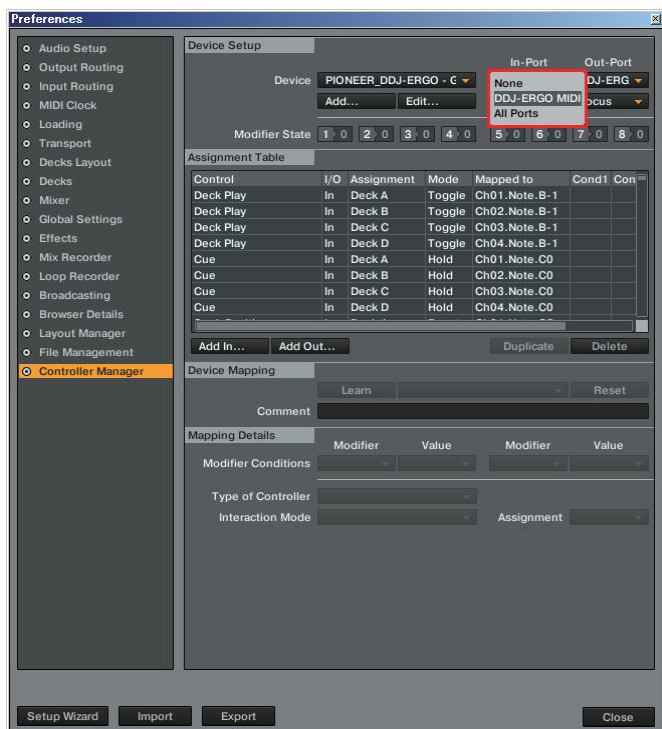 Preferences
Audio Setup
Output Routing
Input Routing
MIDI Clock
Loading
Transport
Decks Layout
Decks
Mixer
Global Settings
Effects
Mix Recorder
Loop Recorder
Broadcasting
Browser Details
Layout Manager
File Management
Controller Manager
Device Setup
In-Port Out-Port
Device PIONEER_DDJ-ERGO - DJ-ERG
None
DDJ-ERGO MIDI
All Ports
Add... Edit... ocus
Modifier State 1 0 2 0 3 0 4 0 5 0 6 0 7 0 8 0
Assignment Table
Control I/O Assignment Mode Mapped to Cond1 Con
Deck Play In Deck A Toggle Ch01.Note.B-1
Deck Play In Deck B Toggle Ch02.Note.B-1
Deck Play In Deck C Toggle Ch03.Note.B-1
Deck Play In Deck D Toggle Ch04.Note.B-1
Cue In Deck A Hold Ch01.Note.C0
Cue In Deck B Hold Ch02.Note.C0
Cue In Deck C Hold Ch03.Note.C0
Cue In Deck D Hold Ch04.Note.C0
Add In... Add Out... Duplicate Delete
Device Mapping
Learn Reset
Comment
Mapping Details
Modifier Value Modifier Value
Modifier Conditions
Type of Controller
Interaction Mode Assignment
Setup Wizard Import Export Close